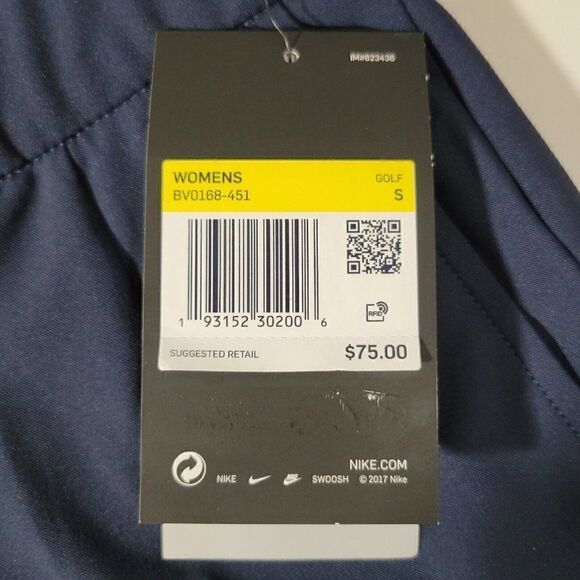 IM#823436
WOMENS GOLF
BV0168-451 S
1 93152 30200 6
RFID
SUGGESTED RETAIL $75.00
NIKE.COM
NIKE SWOOSH © 2017 Nike